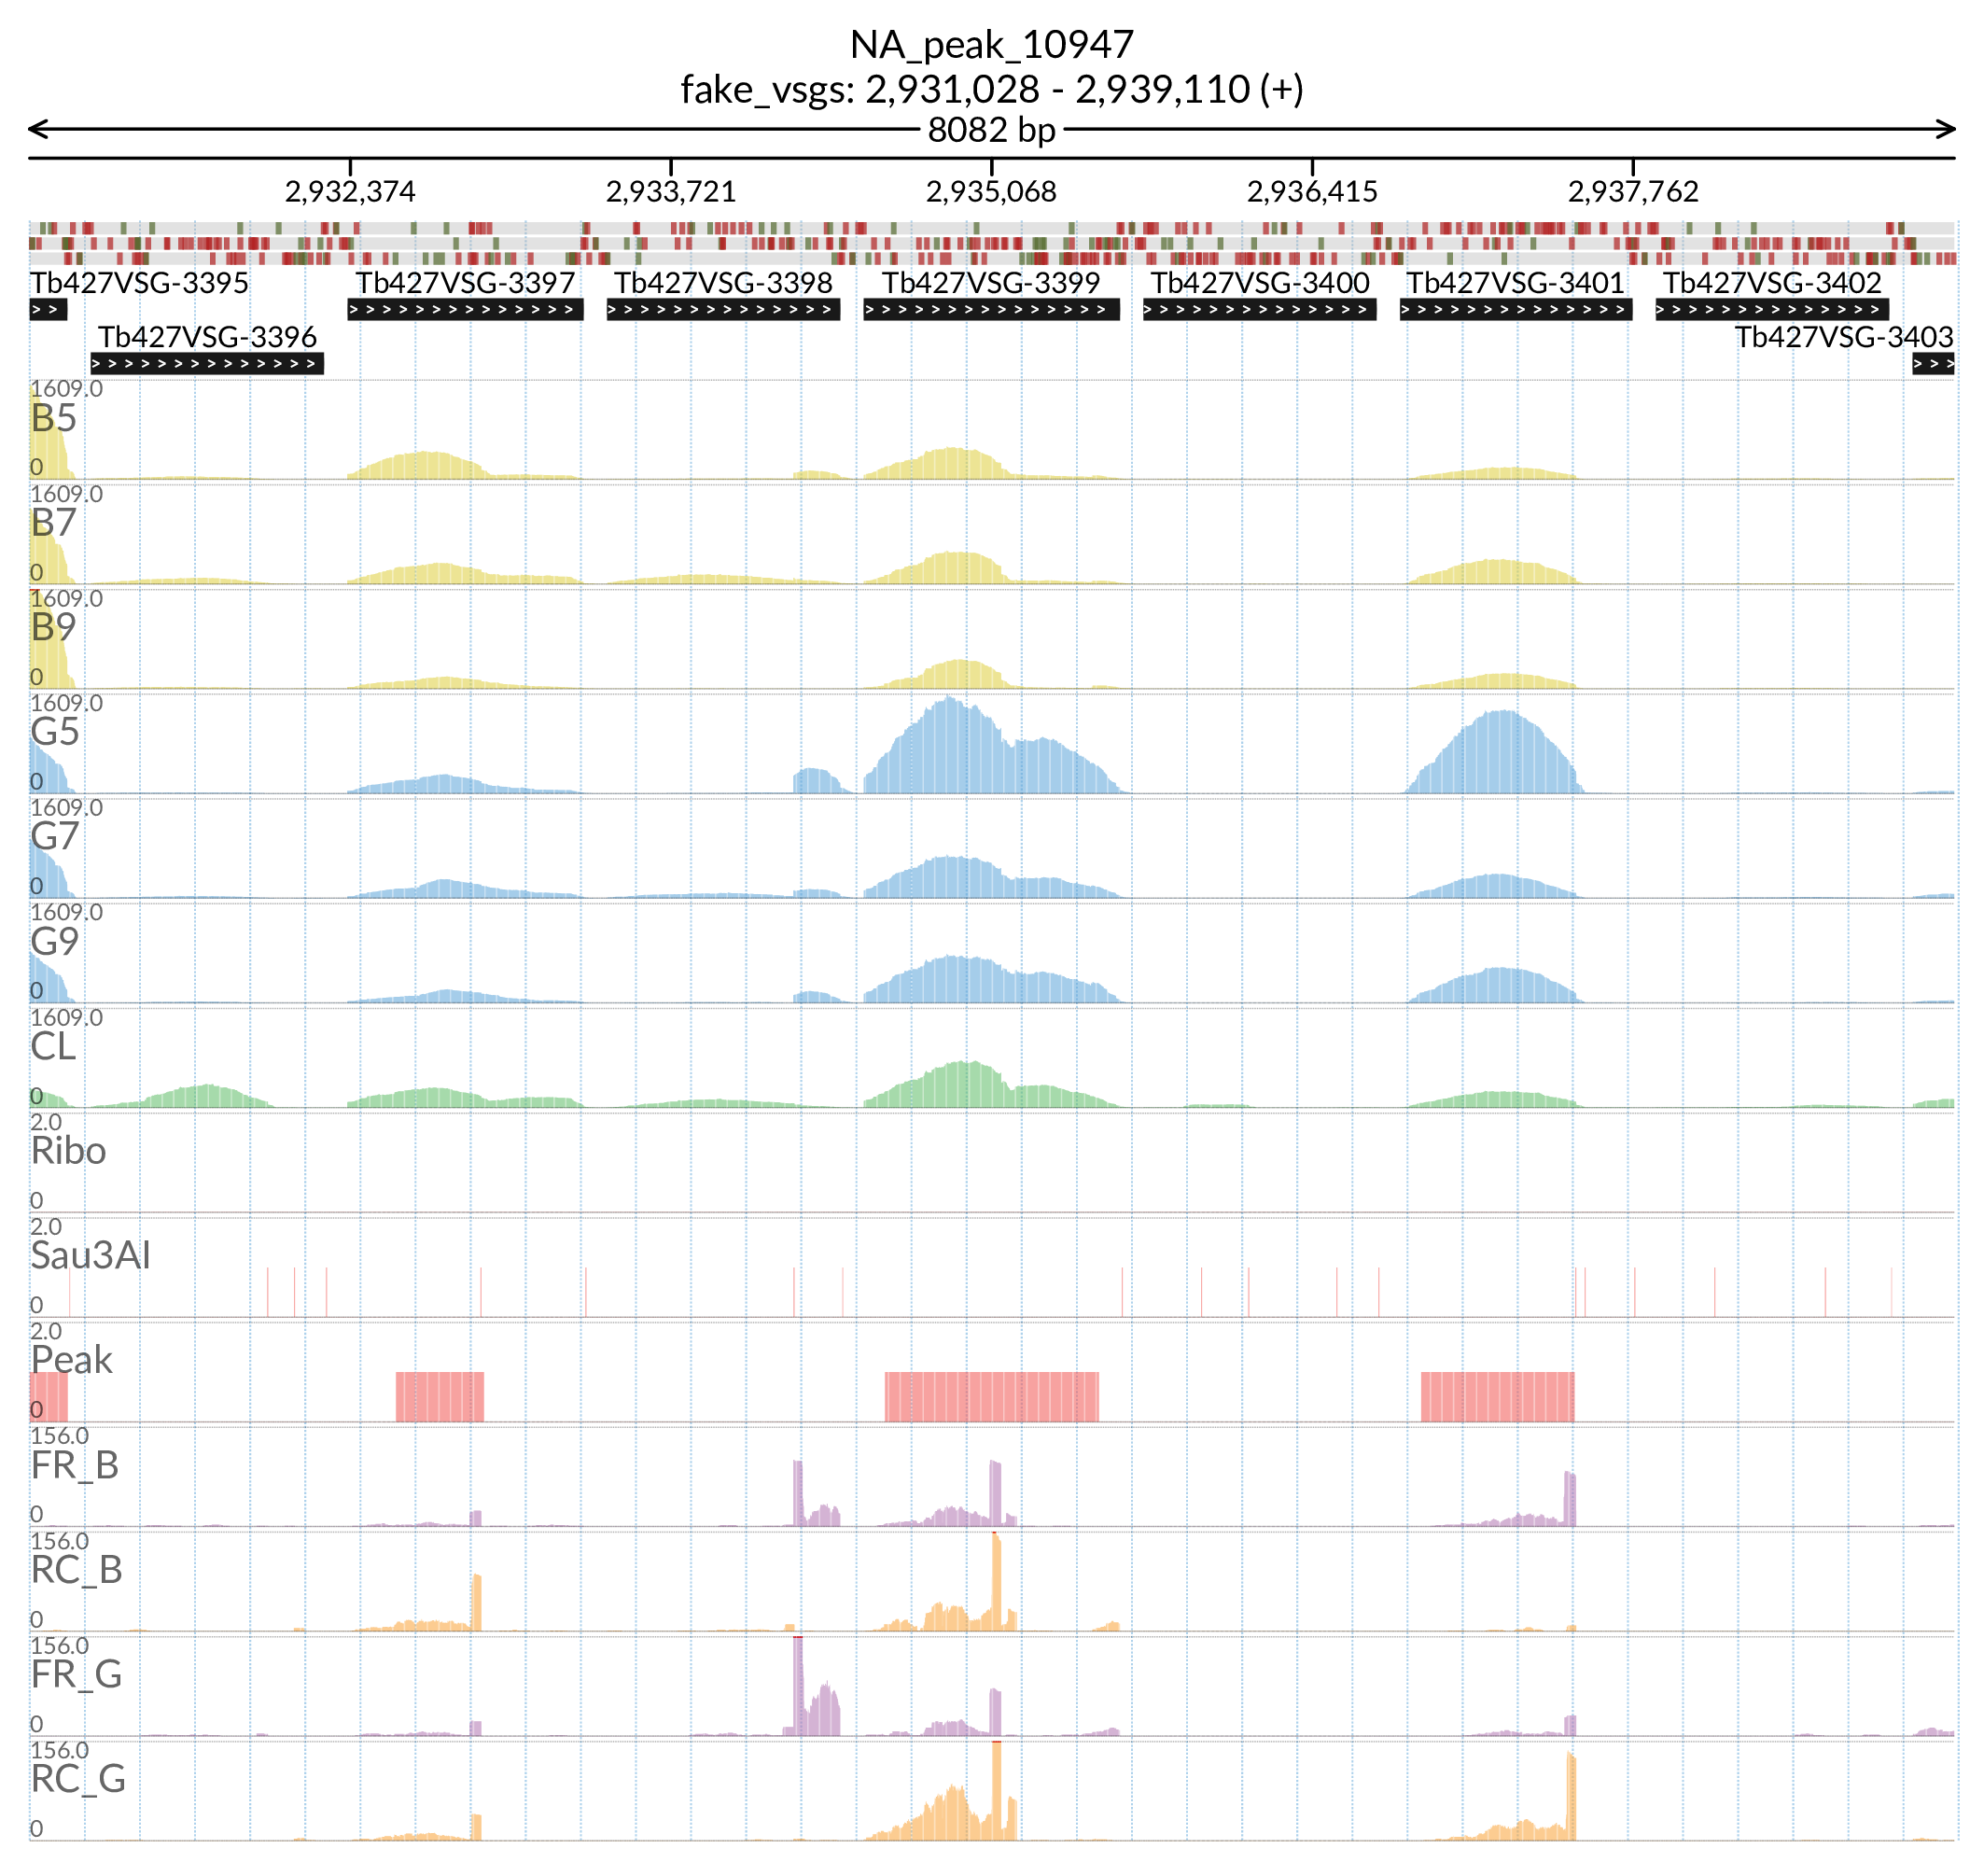 NA_peak_10947
fake_vsgs: 2,931,028 - 2,939,110 (+)
8082 bp
2,932,374 2,933,721 2,935,068 2,936,415 2,937,762
Tb427VSG-3395 Tb427VSG-3397 Tb427VSG-3398 Tb427VSG-3399 Tb427VSG-3400 Tb427VSG-3401 Tb427VSG-3402
Tb427VSG-3396 Tb427VSG-3403
1609.0
B5
0
1609.0
B7
0
1609.0
B9
0
1609.0
G5
0
1609.0
G7
0
1609.0
G9
0
1609.0
CL
0
2.0
Ribo
0
2.0
Sau3AI
0
2.0
Peak
0
156.0
FR_B
0
156.0
RC_B
0
156.0
FR_G
0
156.0
RC_G
0